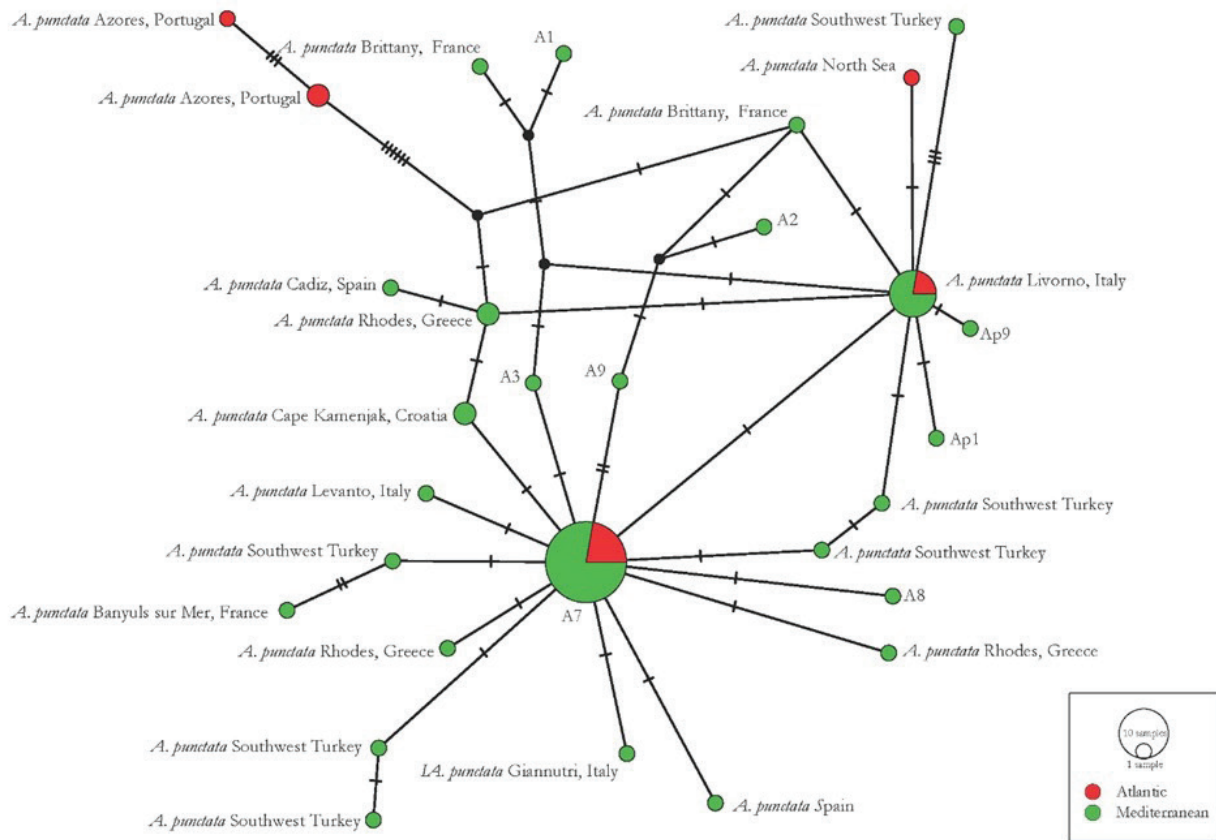 A. punctata Azores, Portugal
A. punctata Brittany, France
A1
A.. punctata Southwest Turkey
A. punctata North Sea
A. punctata Azores, Portugal
A. punctata Brittany, France
A2
A. punctata Cadiz, Spain
A. punctata Livorno, Italy
A. punctata Rhodes, Greece
Ap9
A3
A9
A. punctata Cape Kamenjak, Croatia
Ap1
A. punctata Levanto, Italy
A. punctata Southwest Turkey
A. punctata Southwest Turkey
A. punctata Southwest Turkey
A. punctata Banyuls sur Mer, France
A7
A8
A. punctata Rhodes, Greece
A. punctata Rhodes, Greece
A. punctata Southwest Turkey
LA. punctata Giannutri, Italy
A. punctata Spain
A. punctata Southwest Turkey
10 samples
1 sample
Atlantic
Mediterranean